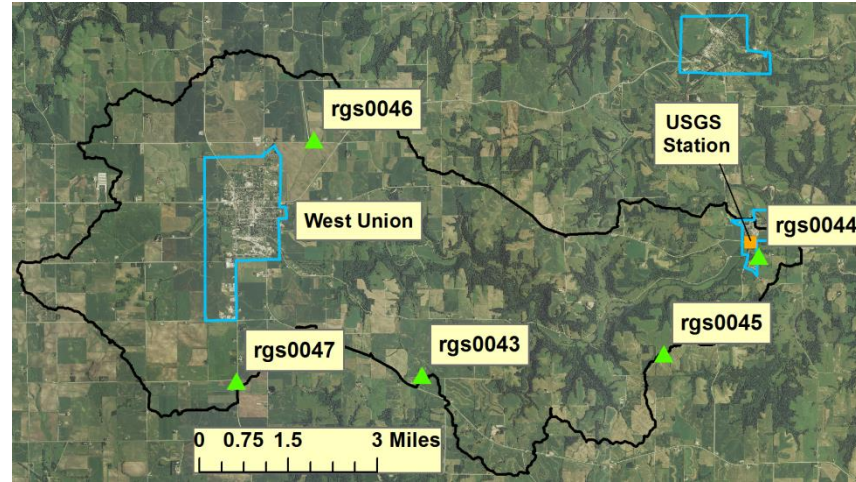 rgs0046
USGS
Station
West Union
rgs0044
rgs0045
rgs0043
rgs0047
0 0.75 1.5 3 Miles